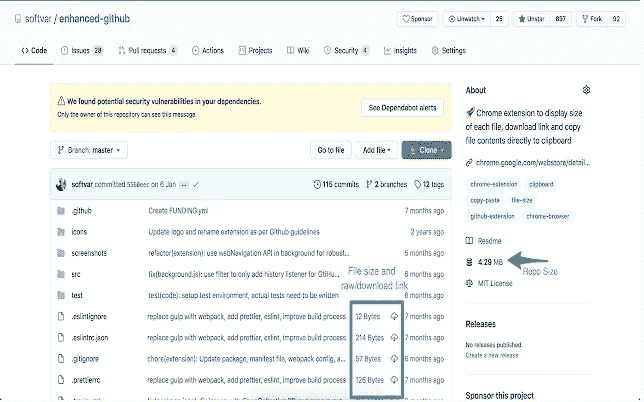 softvar / enhanced-github
Sponsor
Unwatch 25
Unstar 897
Fork 92
Code
Issues 28
Pull requests 4
Actions
Projects
Wiki
Security 4
Insights
Settings
We found potential security vulnerabilities in your dependencies.
Only the owner of this repository can see this message.
See Dependabot alerts
Branch: master
Go to file
Add file
Clone
softvar committed 5560eec on 6 Jan
115 commits
2 branches
12 tags
.github Create FUNDING.yml 7 months ago
icons Update logo and rename extension as per Github guidelines 2 years ago
screenshots refactor(extension): use webNavigation API in background for robust... 7 months ago
src fix(background.js): use filter to only add history listener for GitHu... months ago
test test(code): setup test environment, actual tests need to be written months ago
File size and
raw/download link
.eslintignore replace gulp with webpack, add prettier, eslint, improve build process 12 Bytes 7 months ago
.eslintrc.json replace gulp with webpack, add prettier, eslint, improve build process 214 Bytes 7 months ago
.gitignore chore(extension): Update package, manifest file, webpack config, a... 57 Bytes months ago
.prettierrc replace gulp with webpack, add prettier, eslint, improve build process 126 Bytes 7 months ago
About
Chrome extension to display size
of each file, download link and copy
file contents directly to clipboard
chrome.google.com/webstore/detail...
chrome-extension
clipboard
copy-paste
file-size
github-extension
chrome-browser
Readme
4.29 MB
Repo Size
MIT License
Releases
No releases published
Create a new release
Sponsor this project